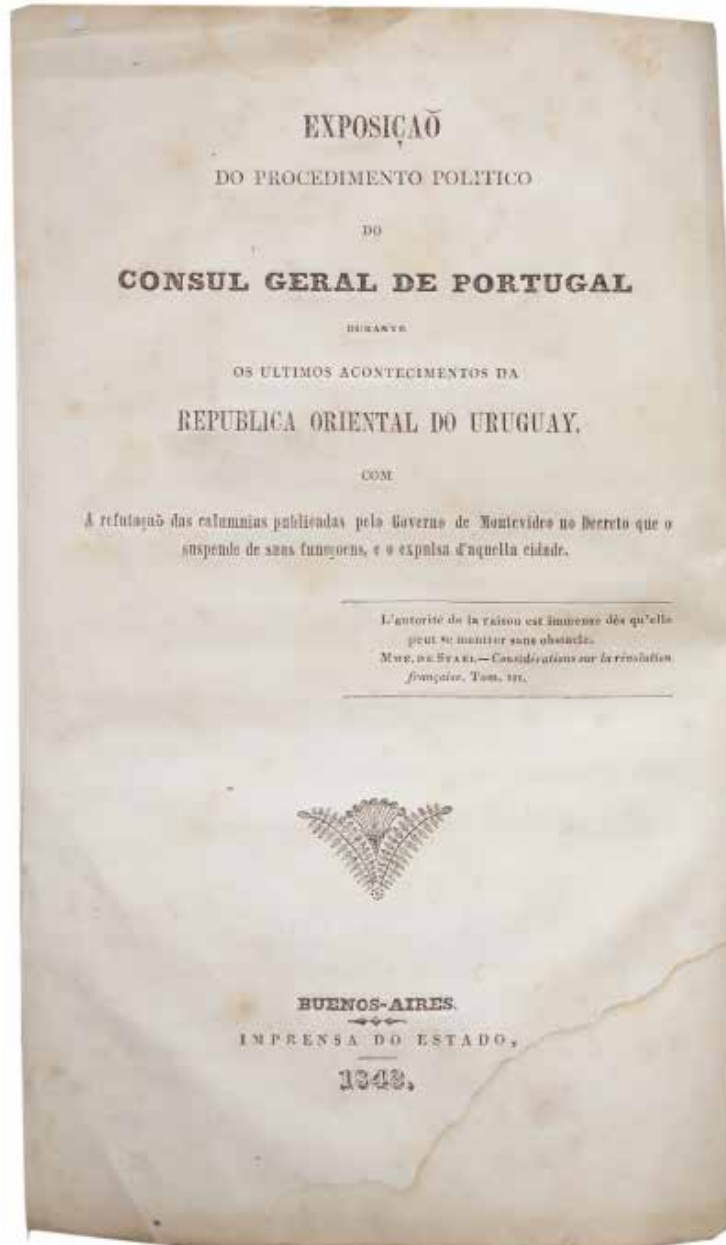 EXPOSIÇAÕ
DO PROCEDIMENTO POLITICO
DO
CONSUL GERAL DE PORTUGAL
DURANTE
OS ULTIMOS ACONTECIMENTOS DA
REPUBLICA ORIENTAL DO URUGUAY,
COM
A refutaçaõ das calumnias publicadas pelo Governo de Montevideo no Decreto que o
suspende de suas funçoens, e o expulsa d'aquella cidade.
L'autorité de la raison est immense dès qu'elle
peut se montrer sans obstacle.
MME. DE STAEL.—Considérations sur la révolution
française. Tom. III.
BUENOS-AIRES.
IMPRENSA DO ESTADO,